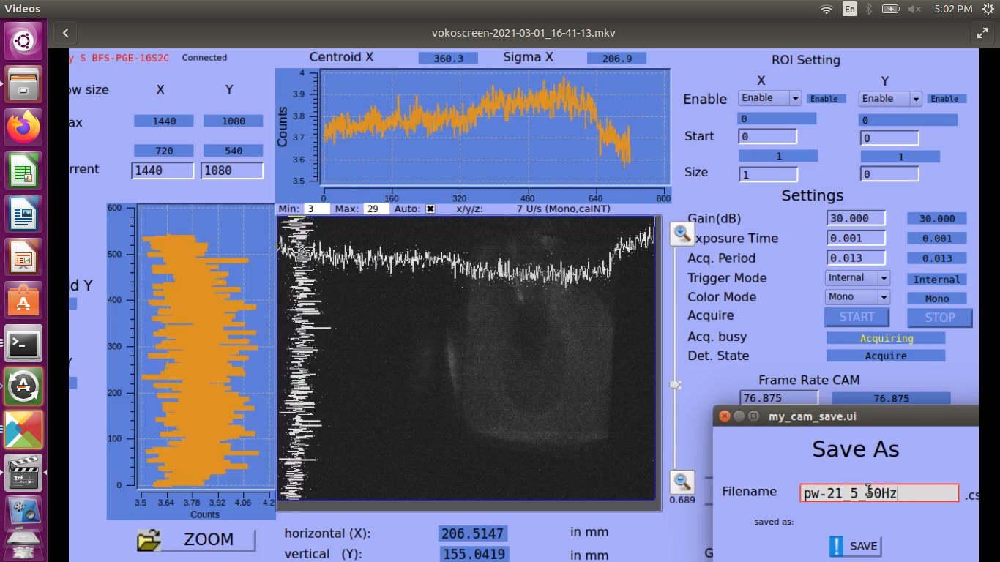 Videos En 5:02 PM
vokoscreen-2021-03-01_16-41-13.mkv
y S BFS-PGE-16S2C Connected Centroid X 360.3 Sigma X 206.9 ROI Setting
ow size X Y
ax 1440 1080
720 540
rrent 1440 1080
4
3.9
3.8
3.7
3.6
3.5
Counts
0 160 320 480 640 800
X Y
Enable Enable Enable Enable Enable
0 0
Start 0 0
1 1
Size 1 0
Settings
Min: 3 Max: 29 Auto: x/y/z: 7 U/s (Mono,caINT)
Gain(dB) 30.000 30.000
xposure Time 0.001 0.001
Acq. Period 0.013 0.013
Trigger Mode Internal Internal
Color Mode Mono Mono
Acquire START STOP
Acq. busy Acquiring
Det. State Acquire
Frame Rate CAM
76.875 76.875
d Y
Y
600
500
400
300
200
100
0
3.5 3.64 3.78 3.92 4.06 4.2
Counts
0.689
my_cam_save.ui
Save As
Filename pw-21_5_50Hz .cs
saved as:
SAVE
ZOOM
horizontal (X): 206.5147 in mm
vertical (Y): 155.0419 in mm
G